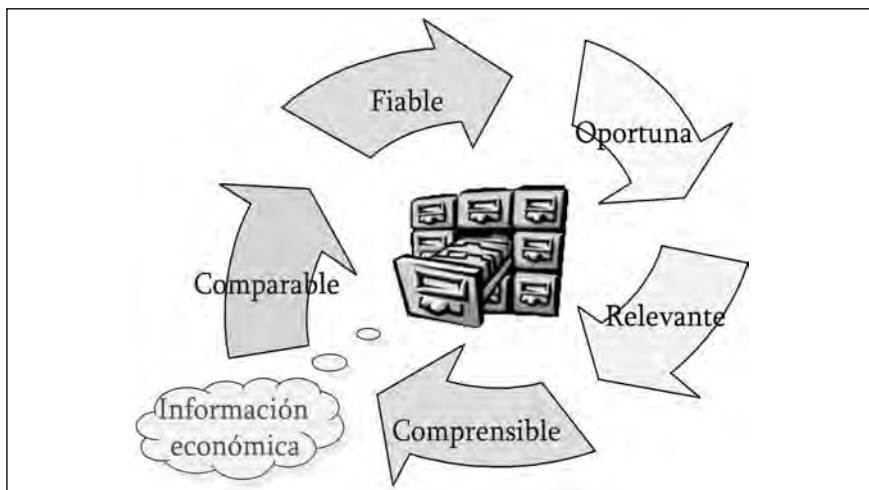 Fiable
Oportuna
Comparable
Relevante
Comprensible
Información
económica